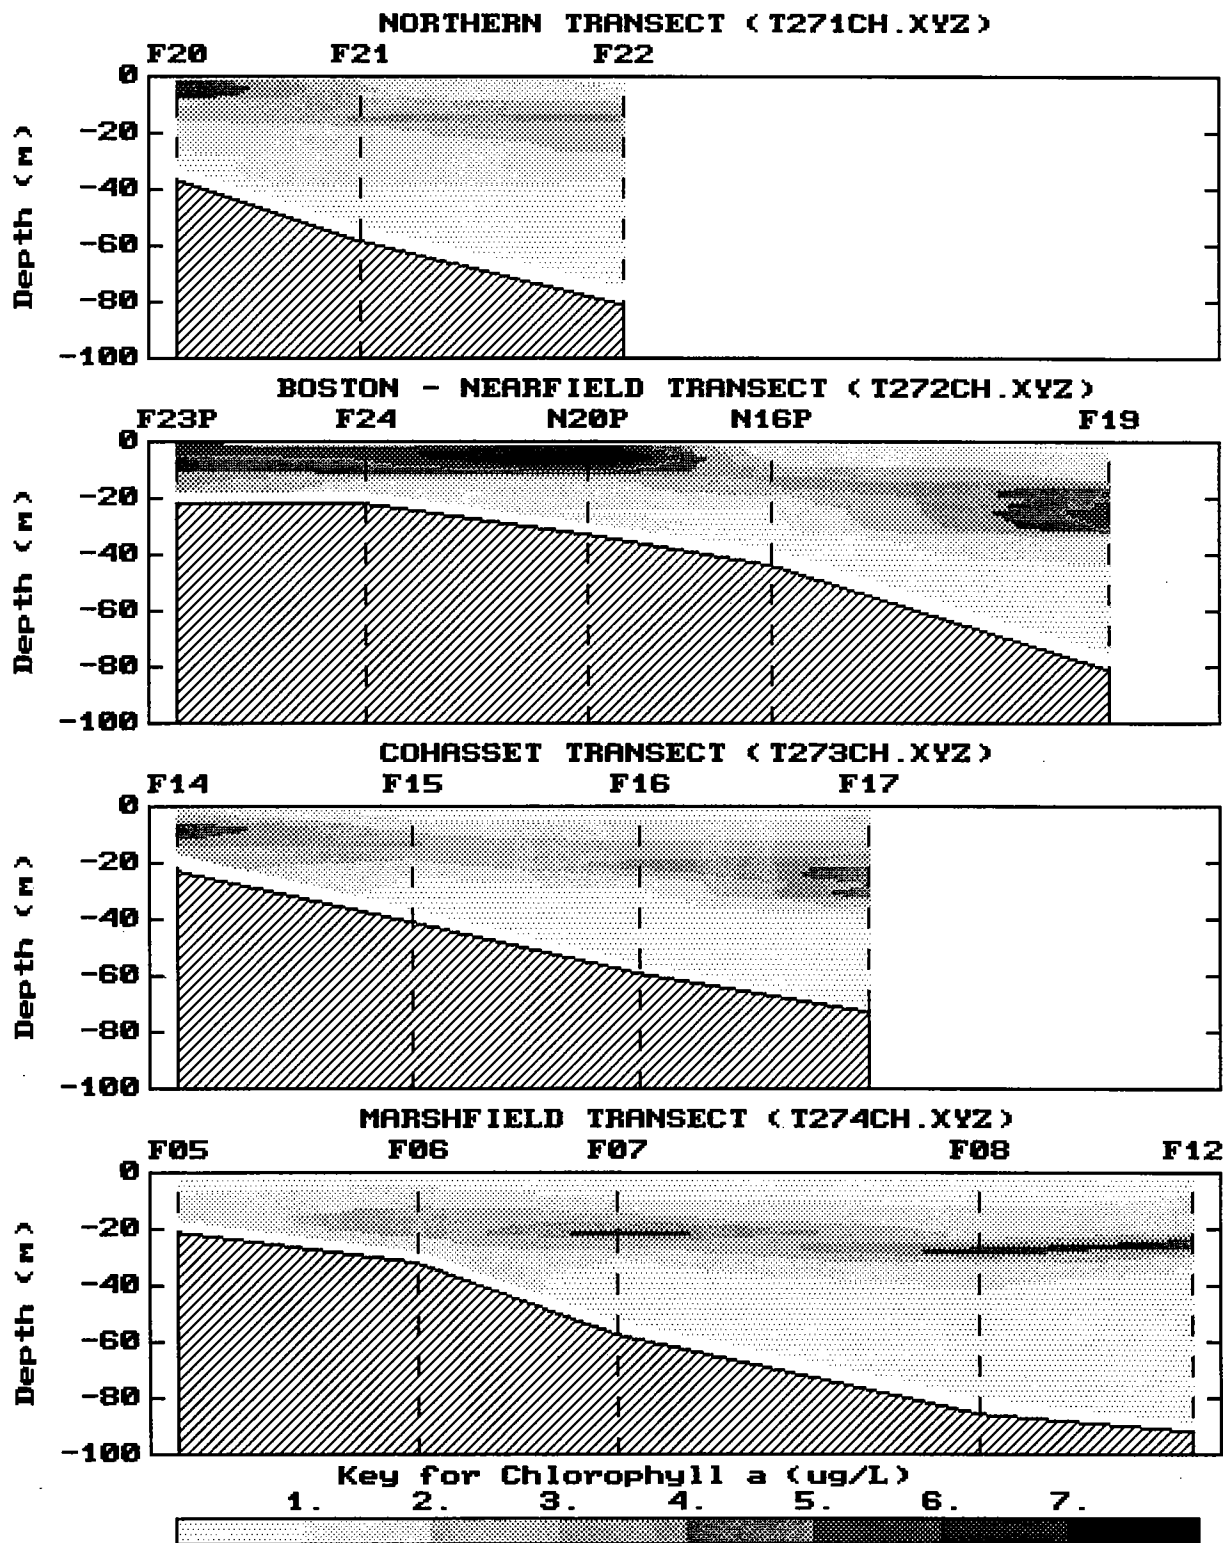 NORTHERN TRANSECT (T271CH.XYZ)
F20 F21 F22
0
-20
-40
-60
-80
-100
Depth (M)
BOSTON - NEARFIELD TRANSECT (T272CH.XYZ)
F23P F24 N20P N16P F19
0
-20
-40
-60
-80
-100
Depth (M)
COHASSET TRANSECT (T273CH.XYZ)
F14 F15 F16 F17
0
-20
-40
-60
-80
-100
Depth (M)
MARSHFIELD TRANSECT (T274CH.XYZ)
F05 F06 F07 F08 F12
0
-20
-40
-60
-80
-100
Depth (M)
Key for Chlorophyll a (ug/L)
1. 2. 3. 4. 5. 6. 7.